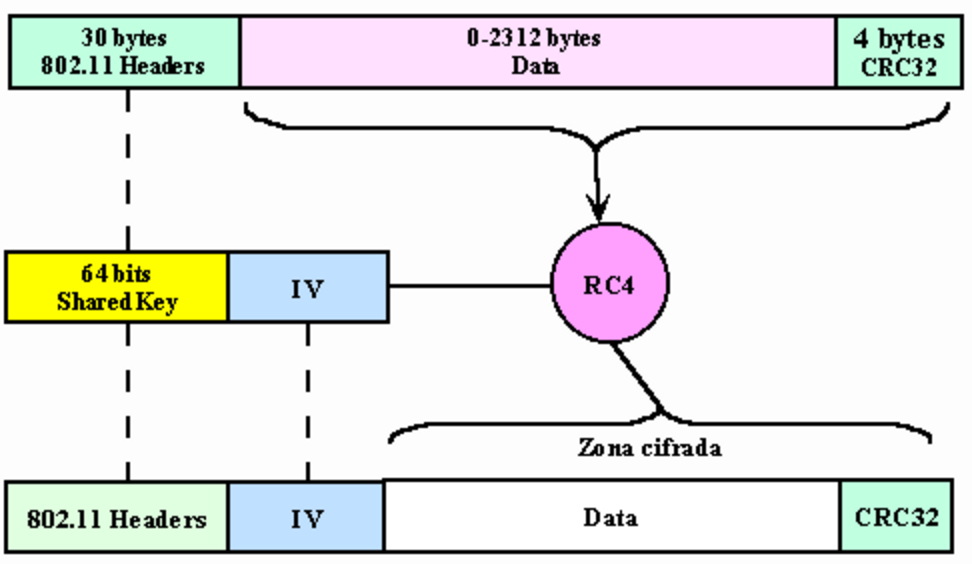 30 bytes
802.11 Headers
0-2312 bytes
Data
4 bytes
CRC32
64 bits
Shared Key
IV
RC4
Zona cifrada
802.11 Headers
IV
Data
CRC32